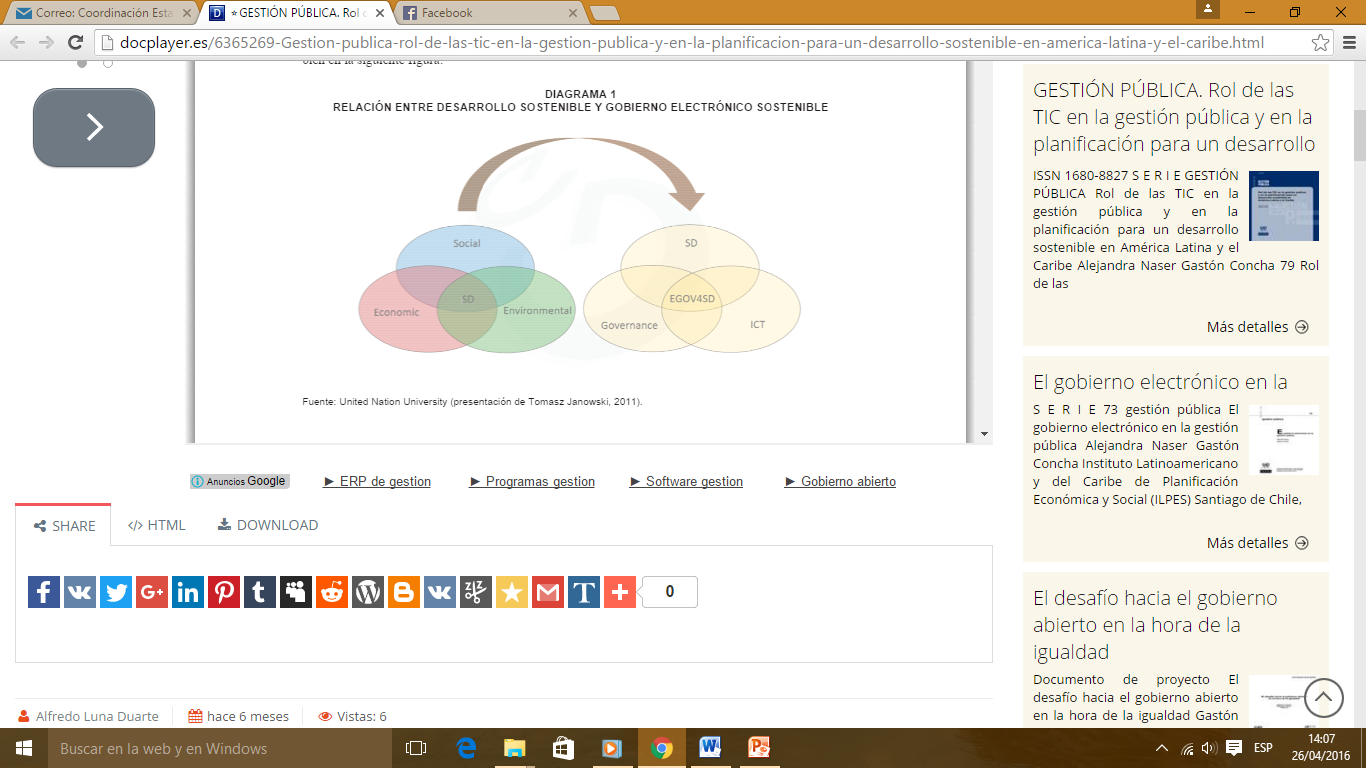 Correo: Coordinación Esta
GESTIÓN PÚBLICA. Rol
Facebook
docplayer.es/6365269-Gestion-publica-rol-de-las-tic-en-la-gestion-publica-y-en-la-planificacion-para-un-desarrollo-sostenible-en-america-latina-y-el-caribe.html
DIAGRAMA 1
RELACIÓN ENTRE DESARROLLO SOSTENIBLE Y GOBIERNO ELECTRÓNICO SOSTENIBLE
Social
Economic
SD
Environmental
SD
EGOV4SD
Governance
ICT
Fuente: United Nation University (presentación de Tomasz Janowski, 2011).
Anuncios Google
► ERP de gestion
► Programas gestion
► Software gestion
► Gobierno abierto
SHARE
</> HTML
DOWNLOAD
0
Alfredo Luna Duarte
hace 6 meses
Vistas: 6
GESTIÓN PÚBLICA. Rol de las
TIC en la gestión pública y en la
planificación para un desarrollo
ISSN 1680-8827 S E R I E GESTIÓN
PÚBLICA Rol de las TIC en la
gestión pública y en la
planificación para un desarrollo
sostenible en América Latina y el
Caribe Alejandra Naser Gastón Concha 79 Rol
de las
Más detalles
El gobierno electrónico en la
S E R I E 73 gestión pública El
gobierno electrónico en la gestión
pública Alejandra Naser Gastón
Concha Instituto Latinoamericano
y del Caribe de Planificación
Económica y Social (ILPES) Santiago de Chile,
Más detalles
El desafío hacia el gobierno
abierto en la hora de la
igualdad
Documento de proyecto El
desafío hacia el gobierno abierto
en la hora de la igualdad Gastón
Buscar en la web y en Windows
ESP
14:07
26/04/2016